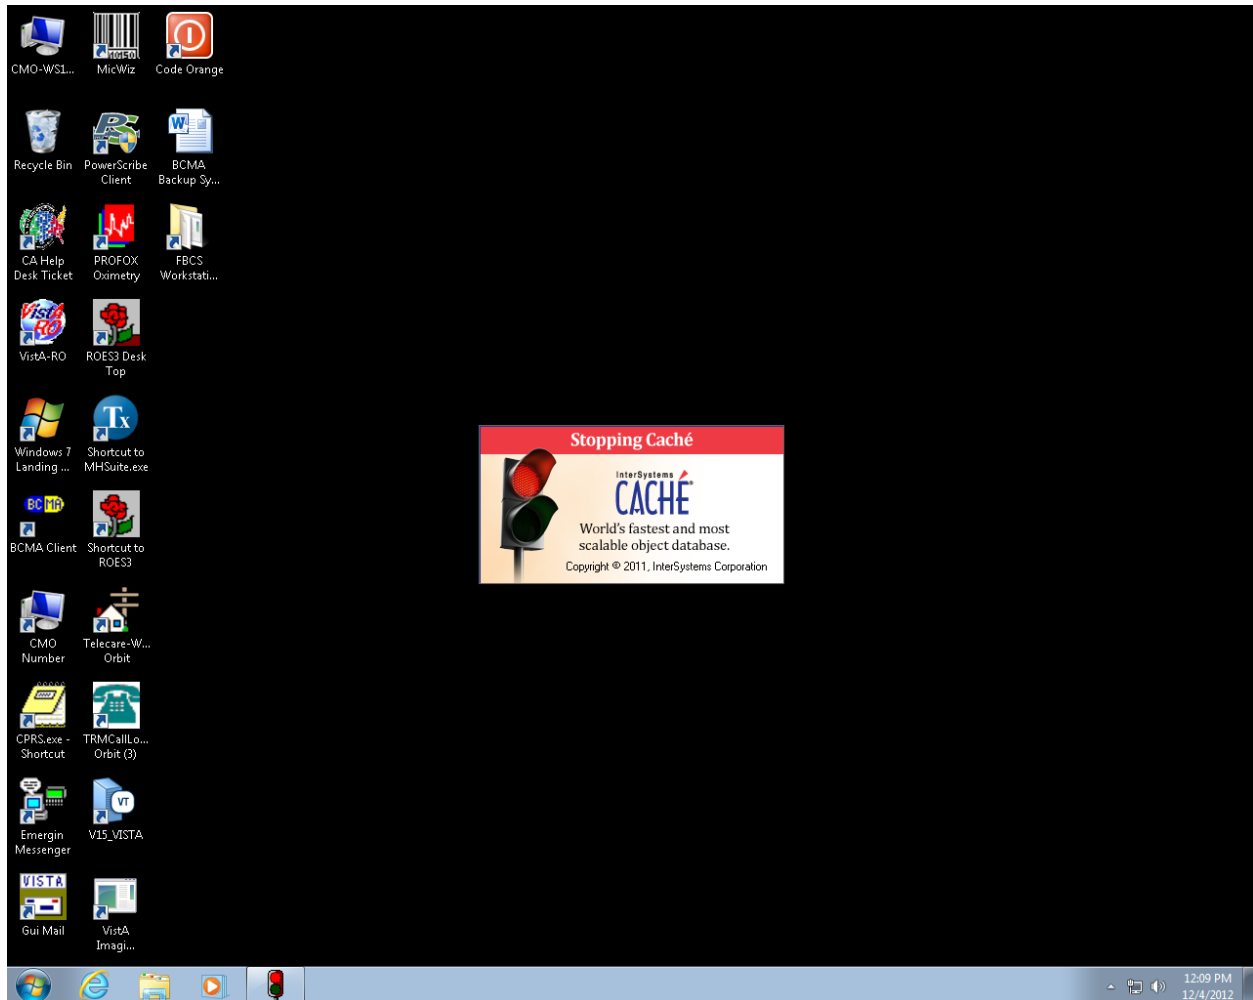 CMO-WS1...
MicWiz
Code Orange
Recycle Bin
PowerScribe
Client
BCMA
Backup Sy...
CA Help
Desk Ticket
PROFOX
Oximetry
FBCS
Workstati...
VistA-RO
ROES3 Desk
Top
Windows 7
Landing ...
Tx
Shortcut to
MHSuite.exe
BCMA
BCMA Client
Shortcut to
ROES3
CMO
Number
Telecare-W...
Orbit
CPRS.exe -
Shortcut
TRMCallLo...
Orbit (3)
Emergin
Messenger
VT
V15_VISTA
VISTA
Gui Mail
VistA
Imagi...
Stopping Caché
InterSystems
CACHÉ
World's fastest and most
scalable object database.
Copyright © 2011, InterSystems Corporation
12:09 PM
12/4/2012